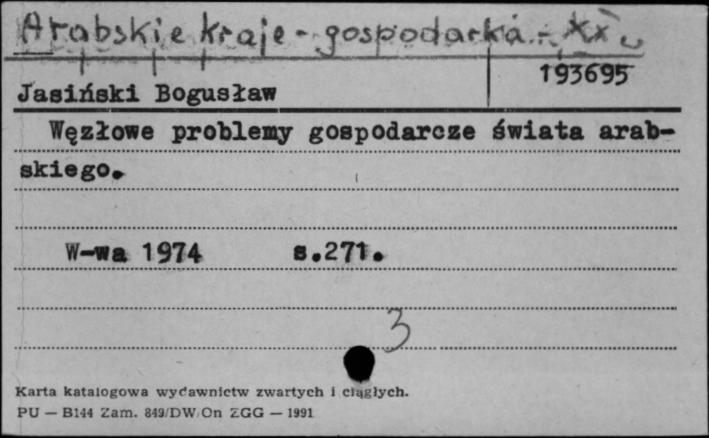 Arabskie kraje - gospodarka - XX w
193695
Jasiński Bogusław
Węzłowe problemy gospodarcze świata arab-
skiego.
W-wa 1974 s.271.
3
Karta katalogowa wydawnictw zwartych i ciągłych.
PU — B144 Zam. 849/DW/On ZGG — 1991